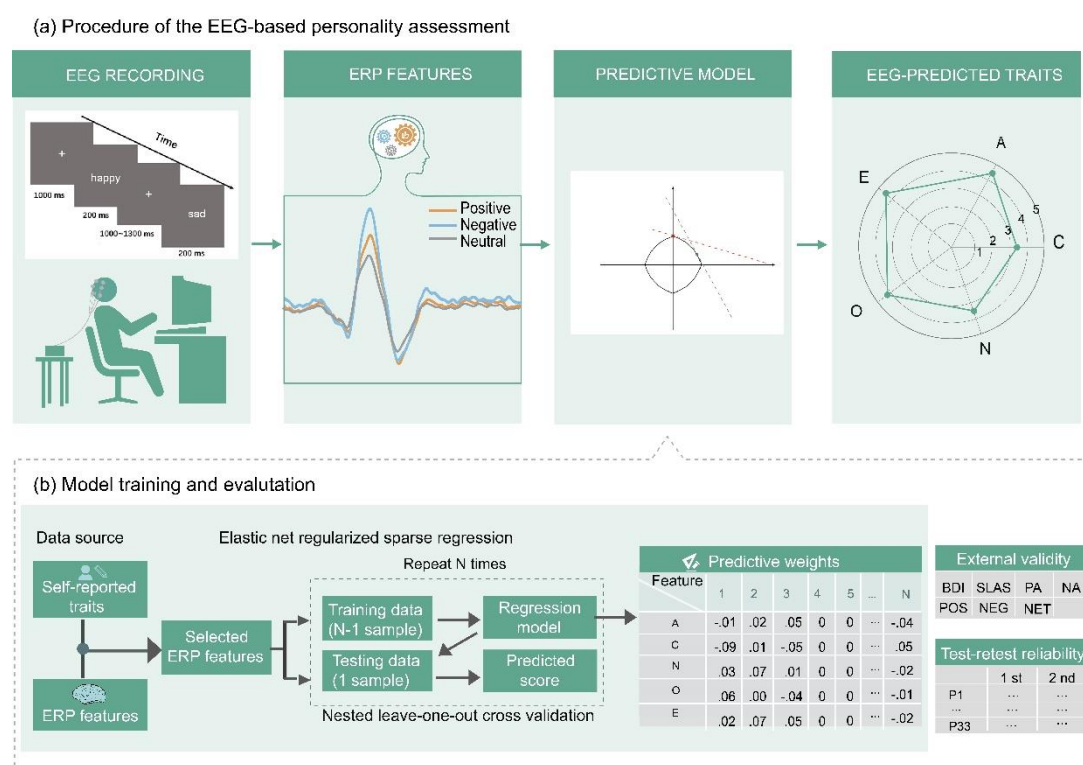 (a) Procedure of the EEG-based personality assessment
EEG RECORDING
ERP FEATURES
PREDICTIVE MODEL
EEG-PREDICTED TRAITS
Time
+
happy
+
sad
1000 ms
200 ms
1000~1300 ms
200 ms
Positive
Negative
Neutral
A
E
5
4
3
2
1
C
O
N
(b) Model training and evalutation
Data source
Elastic net regularized sparse regression
Repeat N times
Self-reported
traits
ERP features
Selected
ERP features
Training data
(N-1 sample)
Regression
model
Testing data
(1 sample)
Predicted
score
Nested leave-one-out cross validation
Predictive weights
Feature 1 2 3 4 5 ... N
A -.01 .02 .05 0 0 ... -.04
C -.09 .01 -.05 0 0 ... .05
N .03 .07 .01 0 0 ... -.02
O .06 .00 -.04 0 0 ... -.01
E .02 .07 .05 0 0 ... -.02
External validity
BDI SLAS PA NA
POS NEG NET
Test-retest reliability
1 st 2 nd
P1 ... ...
... ... ...
P33 ... ...